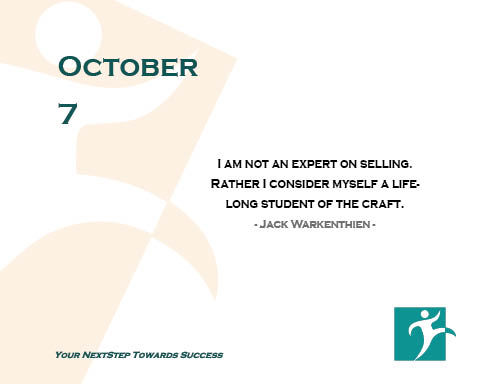 October
7
I am not an expert on selling.
Rather I consider myself a life-
long student of the craft.
- Jack Warkenthien -
Your NextStep Towards Success